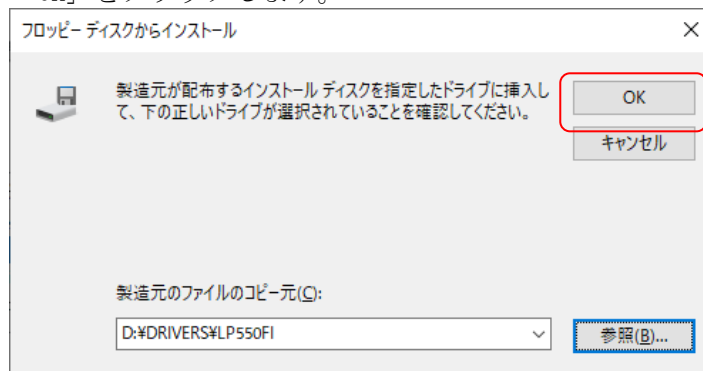 フロッピー ディスクからインストール
製造元が配布するインストール ディスクを指定したドライブに挿入し
て、下の正しいドライブが選択されていることを確認してください。
OK
キャンセル
製造元のファイルのコピー元(C):
D:¥DRIVERS¥LP550FI
参照(B)...